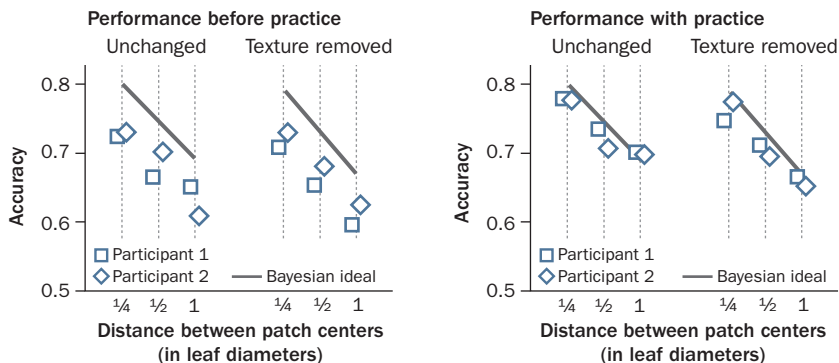 Performance before practice
Unchanged
Texture removed
0.8
0.7
0.6
0.5
Accuracy
Participant 1
Participant 2
Bayesian ideal
¼ ½ 1
¼ ½ 1
Distance between patch centers
(in leaf diameters)
Performance with practice
Unchanged
Texture removed
0.8
0.7
0.6
0.5
Accuracy
Participant 1
Participant 2
Bayesian ideal
¼ ½ 1
¼ ½ 1
Distance between patch centers
(in leaf diameters)